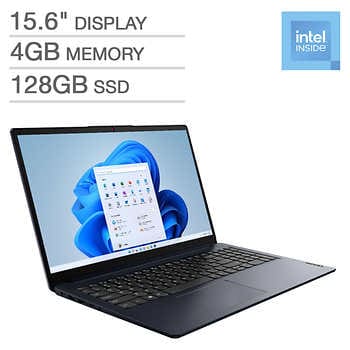 15.6" DISPLAY
4GB MEMORY
128GB SSD
intel
INSIDE